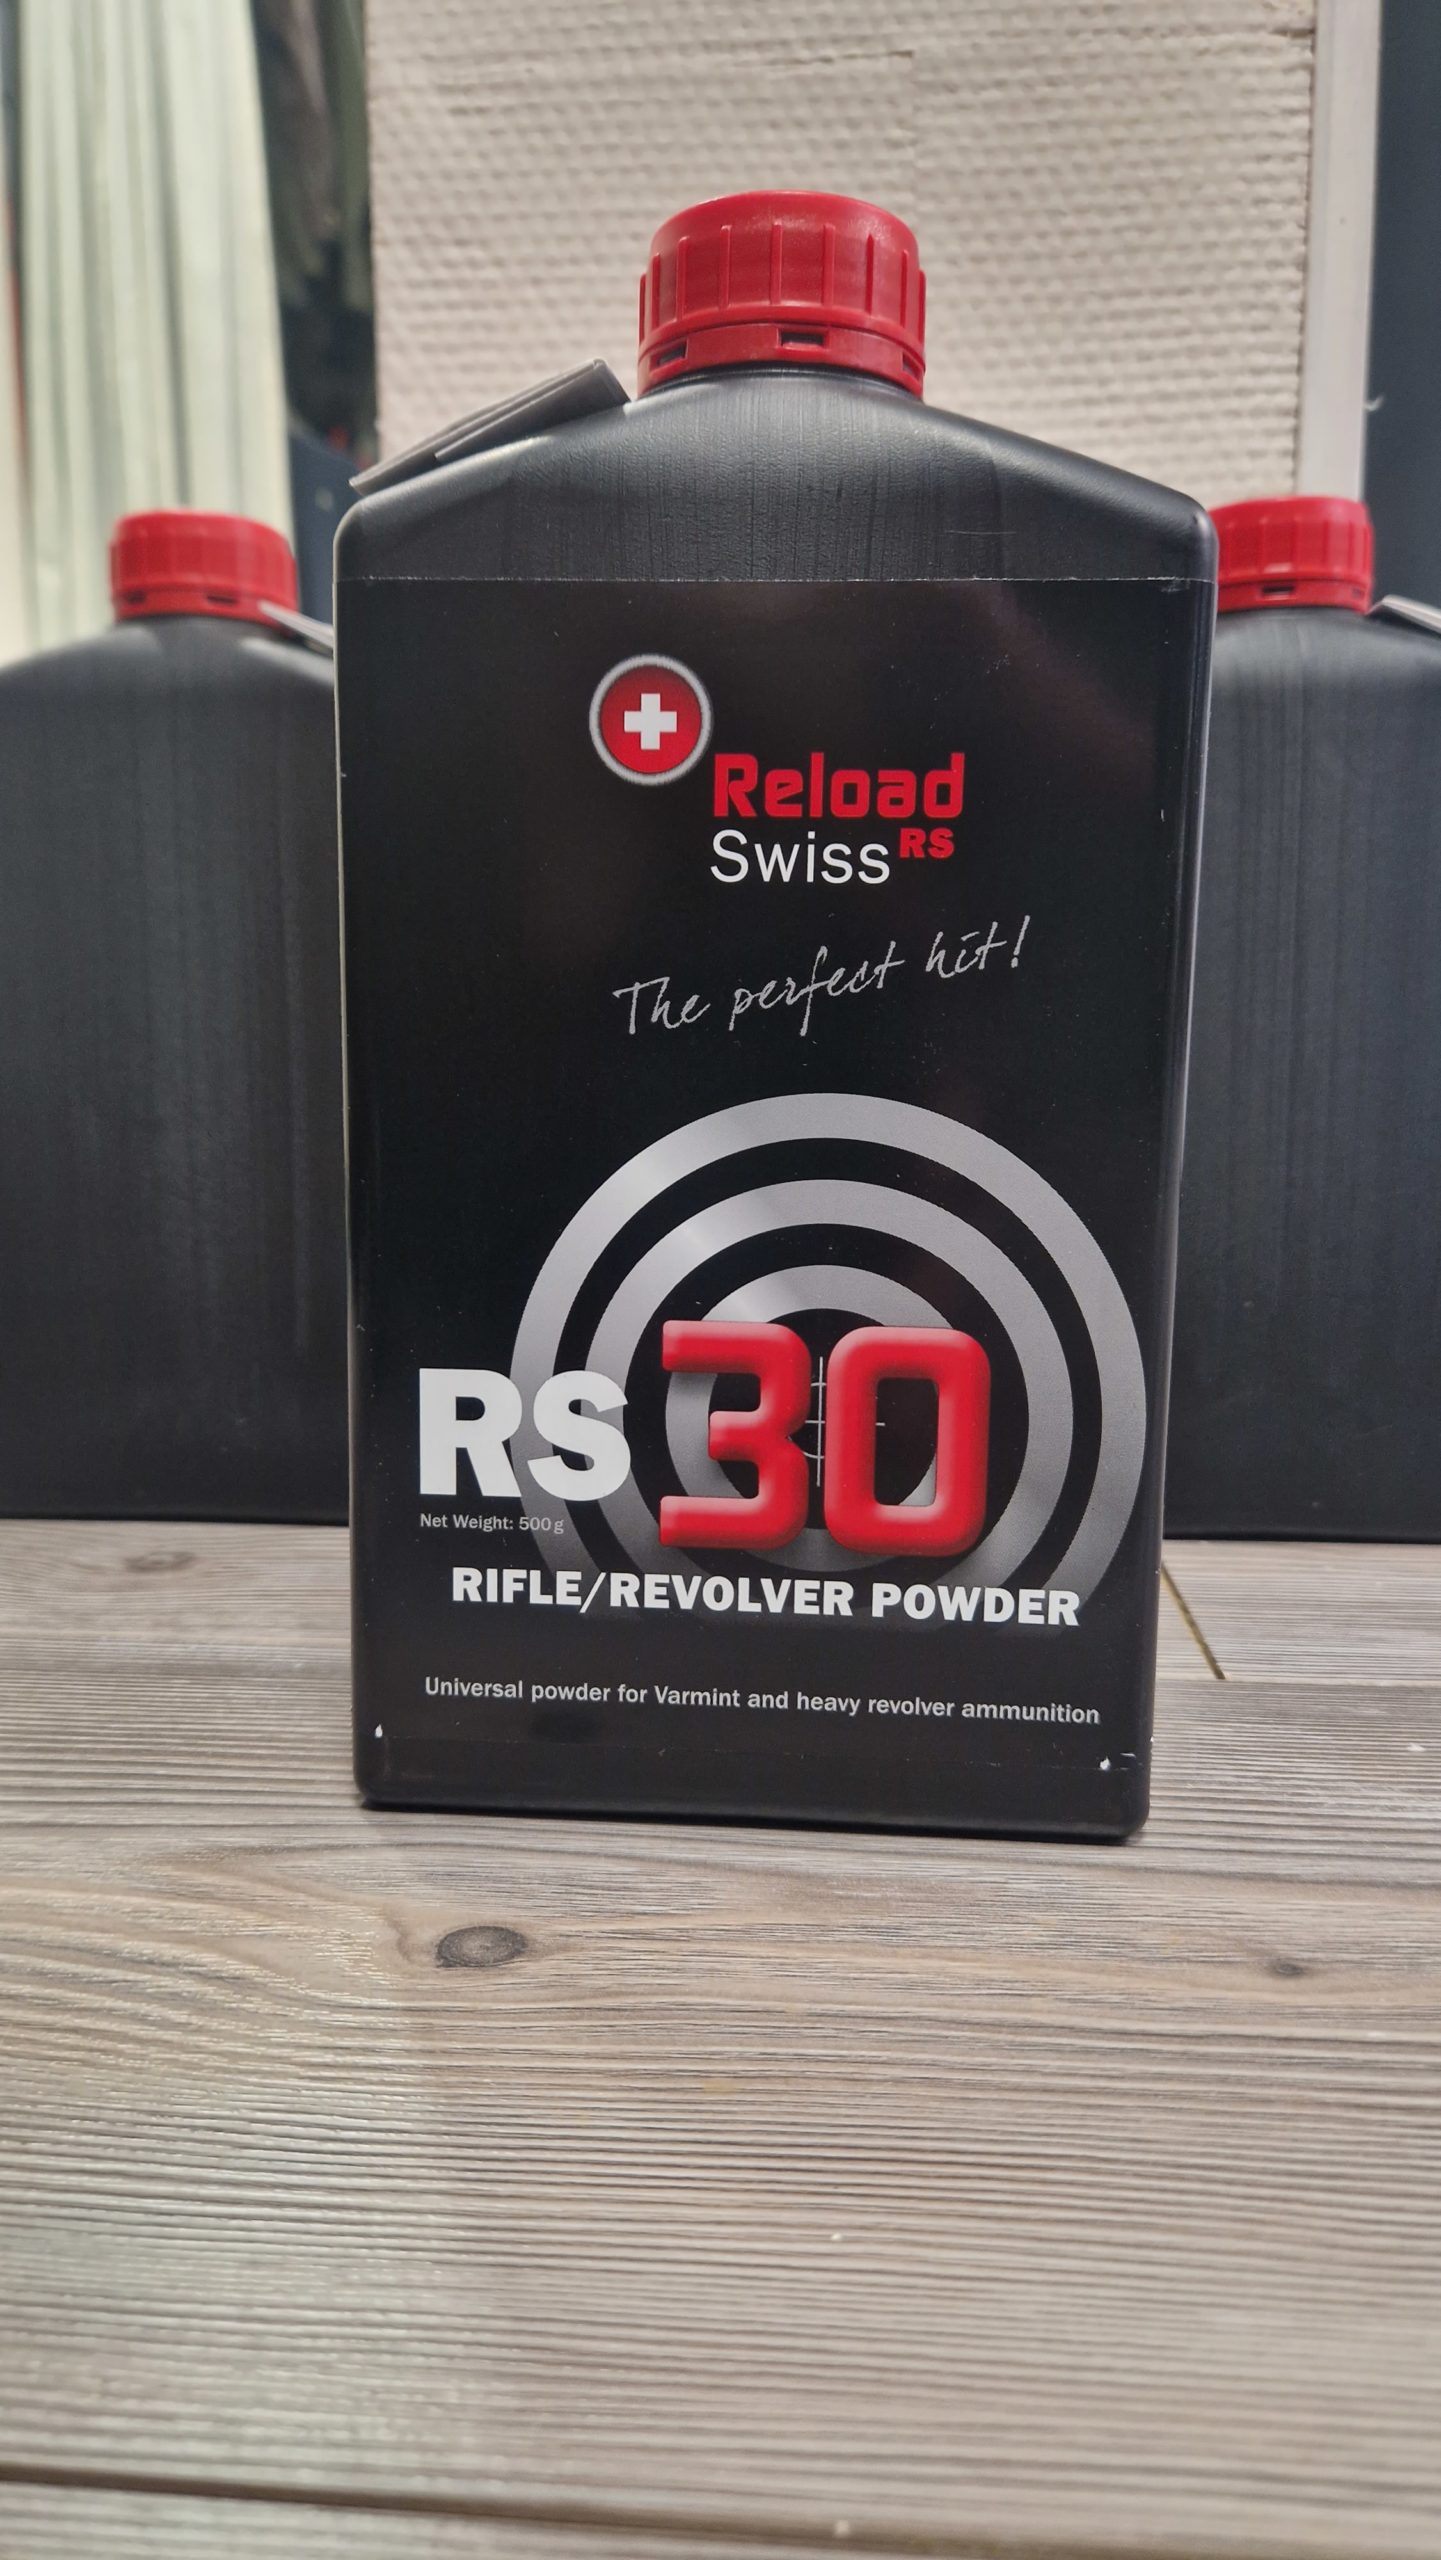 Reload
Swiss RS
The perfect hit!
RS 30
Net Weight: 500g
RIFLE/REVOLVER POWDER
Universal powder for Varmint and heavy revolver ammunition